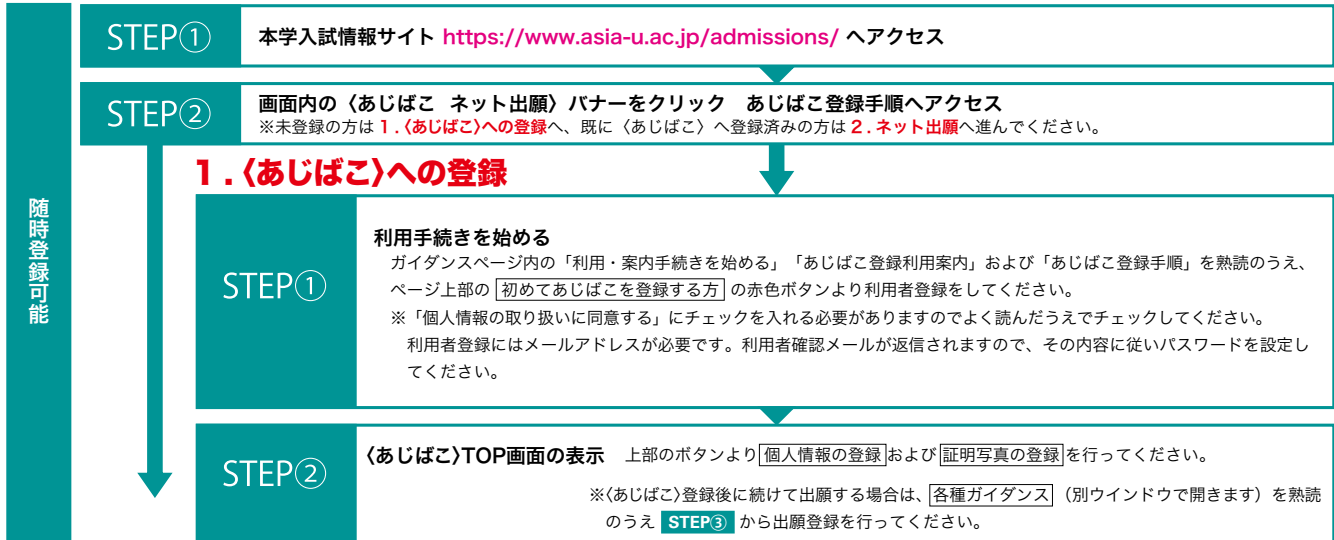 随時登録可能
STEP① 本学入試情報サイト https://www.asia-u.ac.jp/admissions/ へアクセス
STEP② 画面内の〈あじばこ ネット出願〉バナーをクリック あじばこ登録手順へアクセス
※未登録の方は１.〈あじばこ〉への登録へ、既に〈あじばこ〉へ登録済みの方は２.ネット出願へ進んでください。
１.〈あじばこ〉への登録
STEP①
利用手続きを始める
ガイダンスページ内の「利用・案内手続きを始める」「あじばこ登録利用案内」および「あじばこ登録手順」を熟読のうえ、
ページ上部の 初めてあじばこを登録する方 の赤色ボタンより利用者登録をしてください。
※「個人情報の取り扱いに同意する」にチェックを入れる必要がありますのでよく読んだうえでチェックしてください。
利用者登録にはメールアドレスが必要です。利用者確認メールが返信されますので、その内容に従いパスワードを設定し
てください。
STEP②
〈あじばこ〉TOP画面の表示 上部のボタンより 個人情報の登録 および 証明写真の登録 を行ってください。
※〈あじばこ〉登録後に続けて出願する場合は、各種ガイダンス（別ウインドウで開きます）を熟読
のうえ STEP③ から出願登録を行ってください。